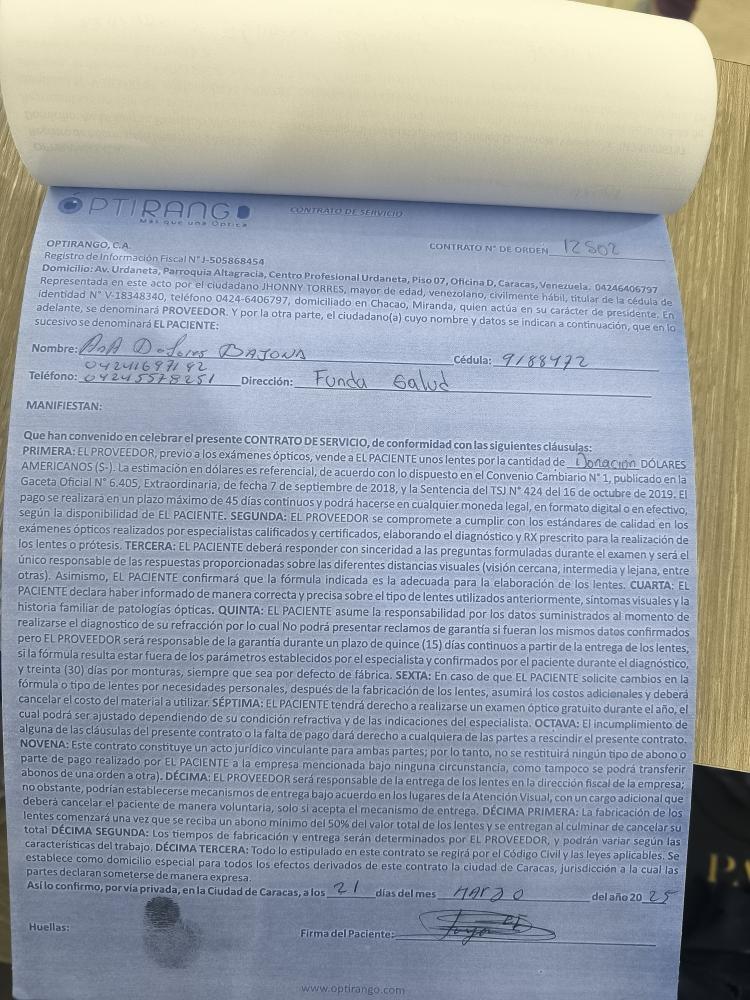 OPTIRANGO
Más que una Óptica
CONTRATO DE SERVICIO
OPTIRANGO, C.A.
CONTRATO N° DE ORDEN 12502
Registro de Información Fiscal N° J-505868454
Domicilio: Av. Urdaneta, Parroquia Altagracia, Centro Profesional Urdaneta, Piso 07, Oficina D, Caracas, Venezuela. 04246406797
Representada en este acto por el ciudadano JHONNY TORRES, mayor de edad, venezolano, civilmente hábil, titular de la cédula de
identidad N° V-18348340, teléfono 0424-6406797, domiciliado en Chacao, Miranda, quien actúa en su carácter de presidente. En
adelante, se denominará PROVEEDOR. Y por la otra parte, el ciudadano(a) cuyo nombre y datos se indican a continuación, que en lo
sucesivo se denominará EL PACIENTE:
Nombre: AnA Dolores BAJONA Cédula: 9188472
04241697192
Teléfono: 04245578251 Dirección: Funda Salud
MANIFIESTAN:
Que han convenido en celebrar el presente CONTRATO DE SERVICIO, de conformidad con las siguientes cláusulas:
PRIMERA: EL PROVEEDOR, previo a los exámenes ópticos, vende a EL PACIENTE unos lentes por la cantidad de Donación DÓLARES
AMERICANOS ($-). La estimación en dólares es referencial, de acuerdo con lo dispuesto en el Convenio Cambiario N° 1, publicado en la
Gaceta Oficial N° 6.405, Extraordinaria, de fecha 7 de septiembre de 2018, y la Sentencia del TSJ N° 424 del 16 de octubre de 2019. El
pago se realizará en un plazo máximo de 45 días continuos y podrá hacerse en cualquier moneda legal, en formato digital o en efectivo,
según la disponibilidad de EL PACIENTE. SEGUNDA: EL PROVEEDOR se compromete a cumplir con los estándares de calidad en los
exámenes ópticos realizados por especialistas calificados y certificados, elaborando el diagnóstico y RX prescrito para la realización de
los lentes o prótesis. TERCERA: EL PACIENTE deberá responder con sinceridad a las preguntas formuladas durante el examen y será el
único responsable de las respuestas proporcionadas sobre las diferentes distancias visuales (visión cercana, intermedia y lejana, entre
otras). Asimismo, EL PACIENTE confirmará que la fórmula indicada es la adecuada para la elaboración de los lentes. CUARTA: EL
PACIENTE declara haber informado de manera correcta y precisa sobre el tipo de lentes utilizados anteriormente, síntomas visuales y la
historia familiar de patologías ópticas. QUINTA: EL PACIENTE asume la responsabilidad por los datos suministrados al momento de
realizarse el diagnostico de su refracción por lo cual No podrá presentar reclamos de garantía si fueran los mismos datos confirmados
pero EL PROVEEDOR será responsable de la garantía durante un plazo de quince (15) días continuos a partir de la entrega de los lentes,
si la fórmula resulta estar fuera de los parámetros establecidos por el especialista y confirmados por el paciente durante el diagnóstico,
y treinta (30) días por monturas, siempre que sea por defecto de fábrica. SEXTA: En caso de que EL PACIENTE solicite cambios en la
fórmula o tipo de lentes por necesidades personales, después de la fabricación de los lentes, asumirá los costos adicionales y deberá
cancelar el costo del material a utilizar. SÉPTIMA: EL PACIENTE tendrá derecho a realizarse un examen óptico gratuito durante el año, el
cual podrá ser ajustado dependiendo de su condición refractiva y de las indicaciones del especialista. OCTAVA: El incumplimiento de
alguna de las cláusulas del presente contrato o la falta de pago dará derecho a cualquiera de las partes a rescindir el presente contrato.
NOVENA: Este contrato constituye un acto jurídico vinculante para ambas partes; por lo tanto, no se restituirá ningún tipo de abono o
parte de pago realizado por EL PACIENTE a la empresa mencionada bajo ninguna circunstancia, como tampoco se podrá transferir
abonos de una orden a otra). DÉCIMA: EL PROVEEDOR será responsable de la entrega de los lentes en la dirección fiscal de la empresa;
no obstante, podrían establecerse mecanismos de entrega bajo acuerdo en los lugares de la Atención Visual, con un cargo adicional que
deberá cancelar el paciente de manera voluntaria, solo si acepta el mecanismo de entrega. DÉCIMA PRIMERA: La fabricación de los
lentes comenzará una vez que se reciba un abono mínimo del 50% del valor total de los lentes y se entregan al culminar de cancelar su
total DÉCIMA SEGUNDA: Los tiempos de fabricación y entrega serán determinados por EL PROVEEDOR, y podrán variar según las
características del trabajo. DÉCIMA TERCERA: Todo lo estipulado en este contrato se regirá por el Código Civil y las leyes aplicables. Se
establece como domicilio especial para todos los efectos derivados de este contrato la ciudad de Caracas, jurisdicción a la cual las
partes declaran someterse de manera expresa.
Así lo confirmo, por vía privada, en la Ciudad de Caracas, a los 21 días del mes MARZO del año 2025
Huellas:
Firma del Paciente:
www.optirango.com